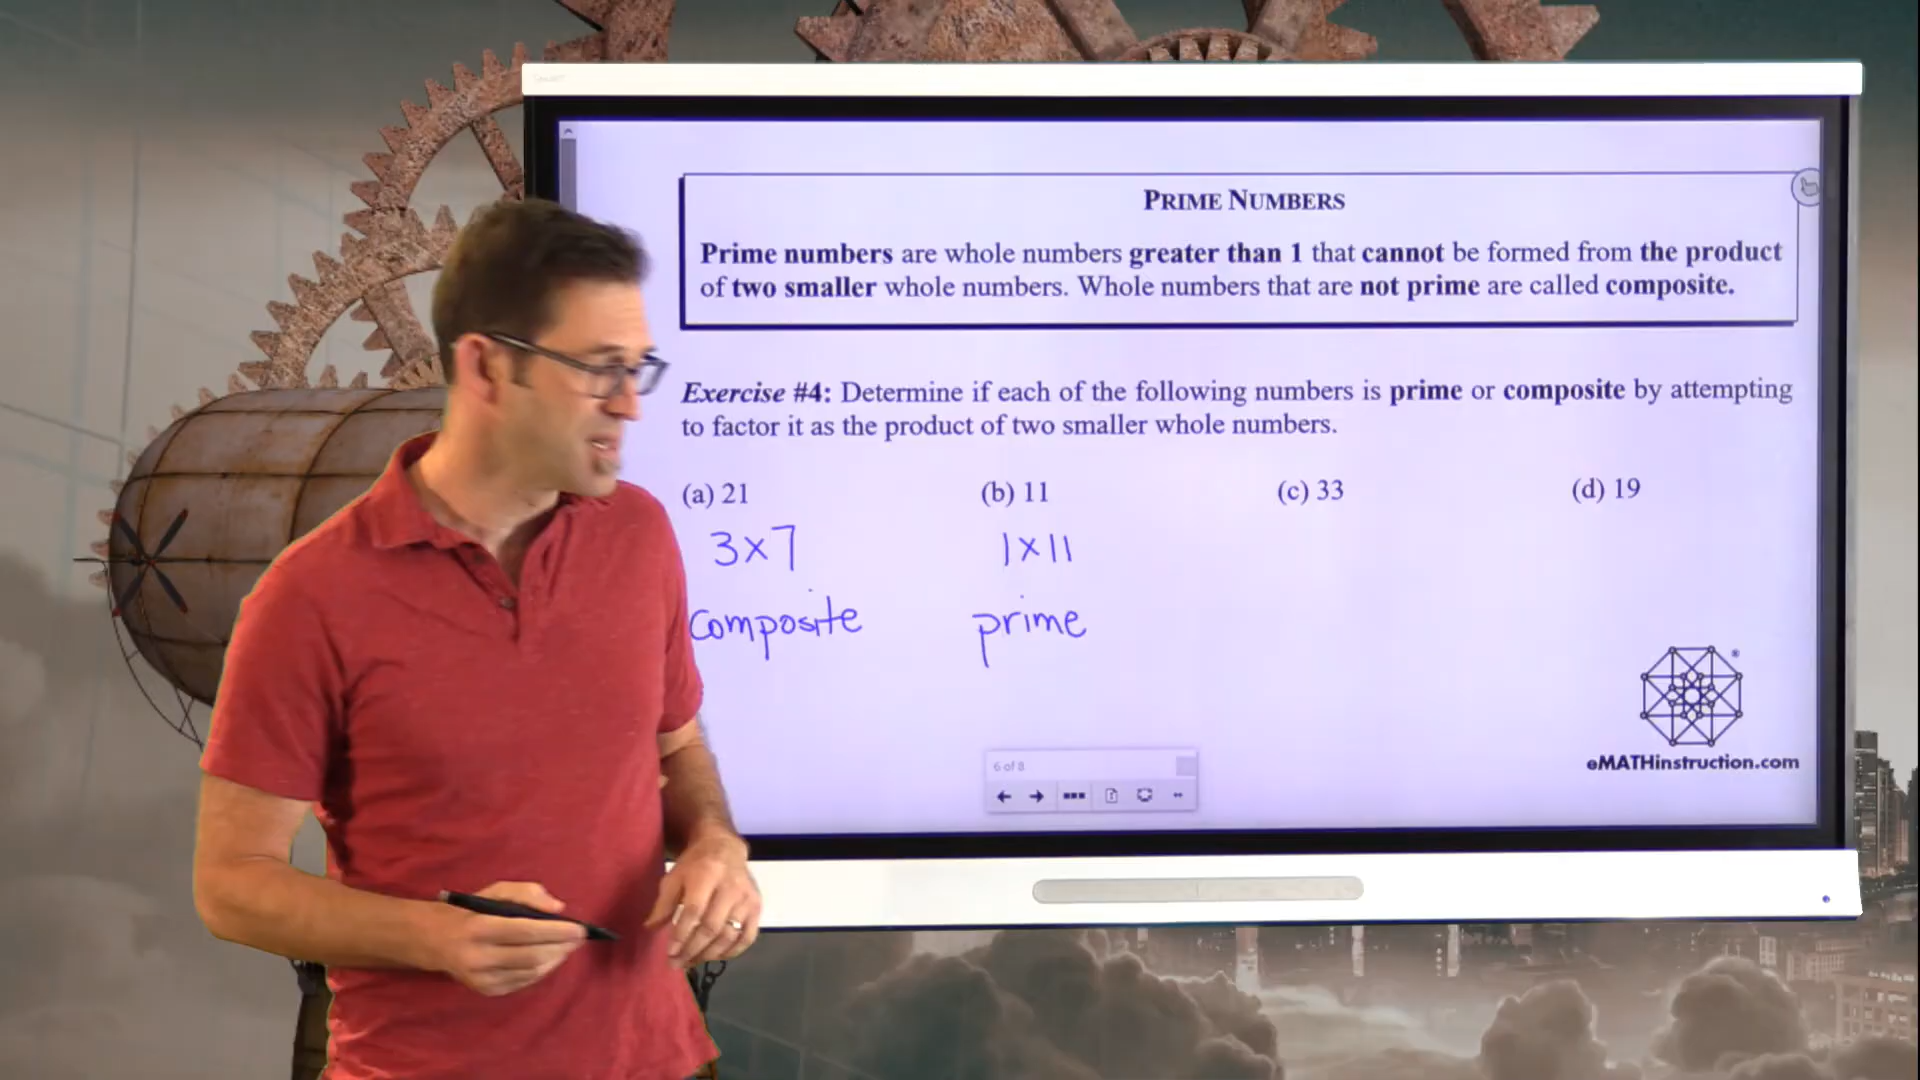 PRIME NUMBERS
Prime numbers are whole numbers greater than 1 that cannot be formed from the product
of two smaller whole numbers. Whole numbers that are not prime are called composite.
Exercise #4: Determine if each of the following numbers is prime or composite by attempting
to factor it as the product of two smaller whole numbers.
(a) 21 (b) 11 (c) 33 (d) 19
3×7 1×11
composite prime
®
eMATHinstruction.com
6 of 8